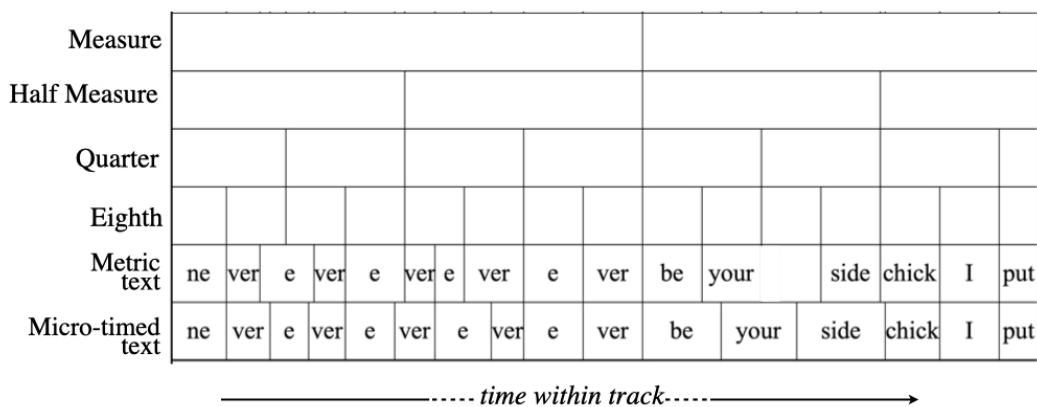 Measure
Half Measure
Quarter
Eighth
Metric text ne ver e ver e ver e ver e ver be your side chick I put
Micro-timed text ne ver e ver e ver e ver e ver be your side chick I put
time within track